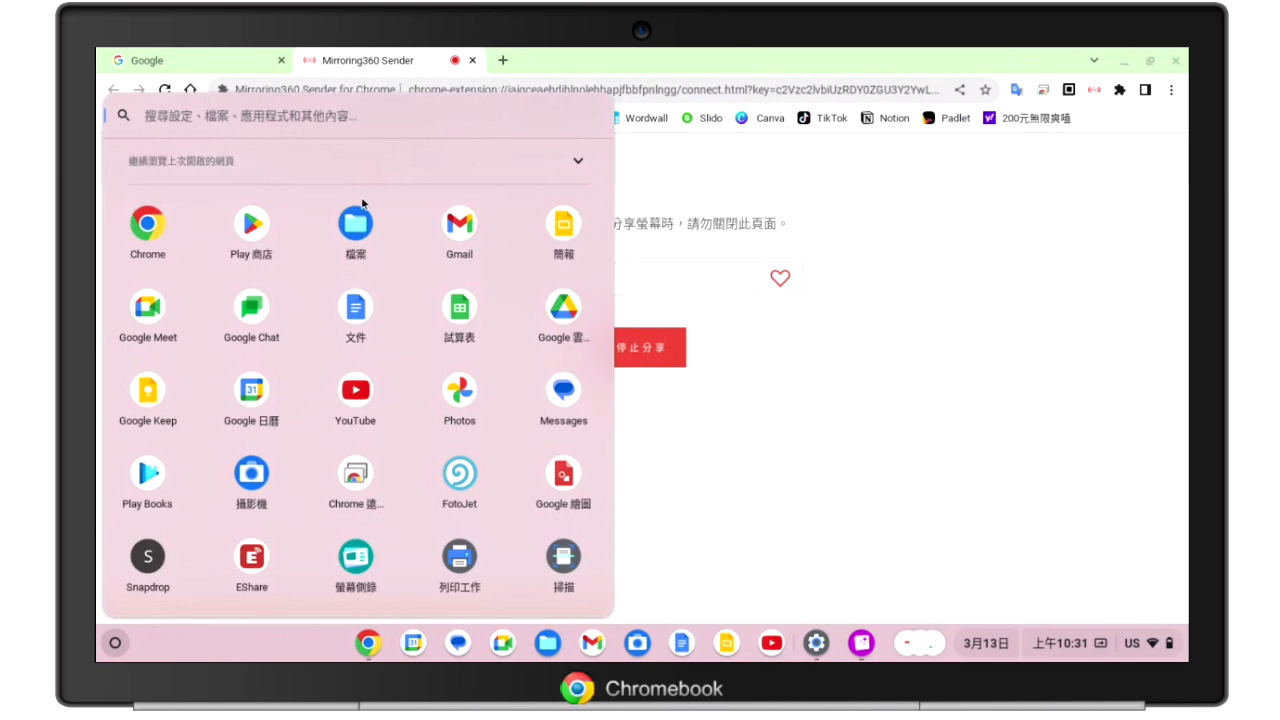 Google
Mirroring360 Sender
Mirroring360 Sender for Chrome
搜尋設定、檔案、應用程式和其他內容...
Wordwall
Slido
Canva
TikTok
Notion
Padlet
200元無限爽嗑
繼續瀏覽上次開啟的網頁
Chrome
Play 商店
檔案
Gmail
簡報
分享螢幕時，請勿關閉此頁面。
Google Meet
Google Chat
文件
試算表
Google 雲...
停止分享
Google Keep
Google 日曆
YouTube
Photos
Messages
Play Books
攝影機
Chrome 遠...
FotoJet
Google 繪圖
S
Snapdrop
EShare
螢幕側錄
列印工作
掃描
3月13日
上午10:31
US
Chromebook